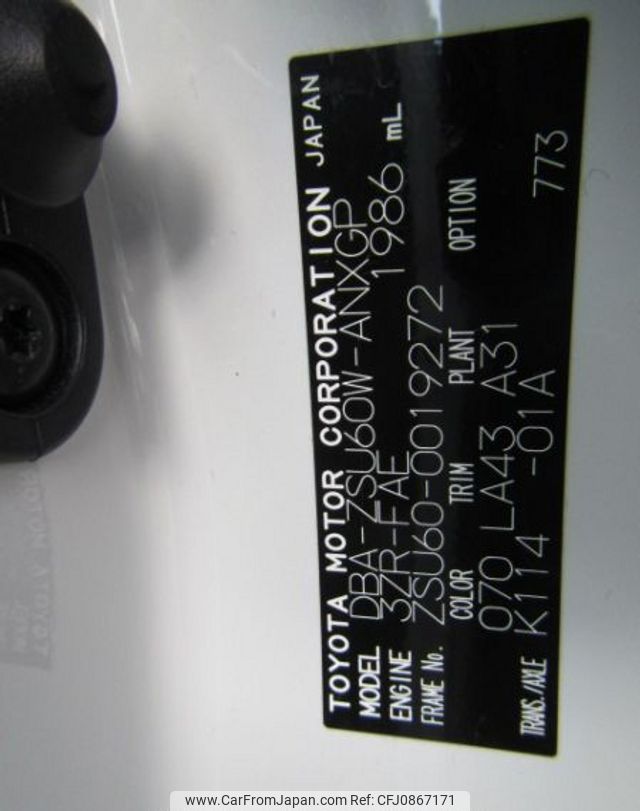 TOYOTA MOTOR CORPORATION JAPAN
MODEL DBA-ZSU60W-ANXGP
ENGINE 3ZR-FAE 1986 mL
FRAME No. ZSU60-0019272
COLOR TRIM PLANT OPTION
070 LA43 A31
TRANS./AXLE K114 -01A 773
www.CarFromJapan.com Ref: CFJ0867171